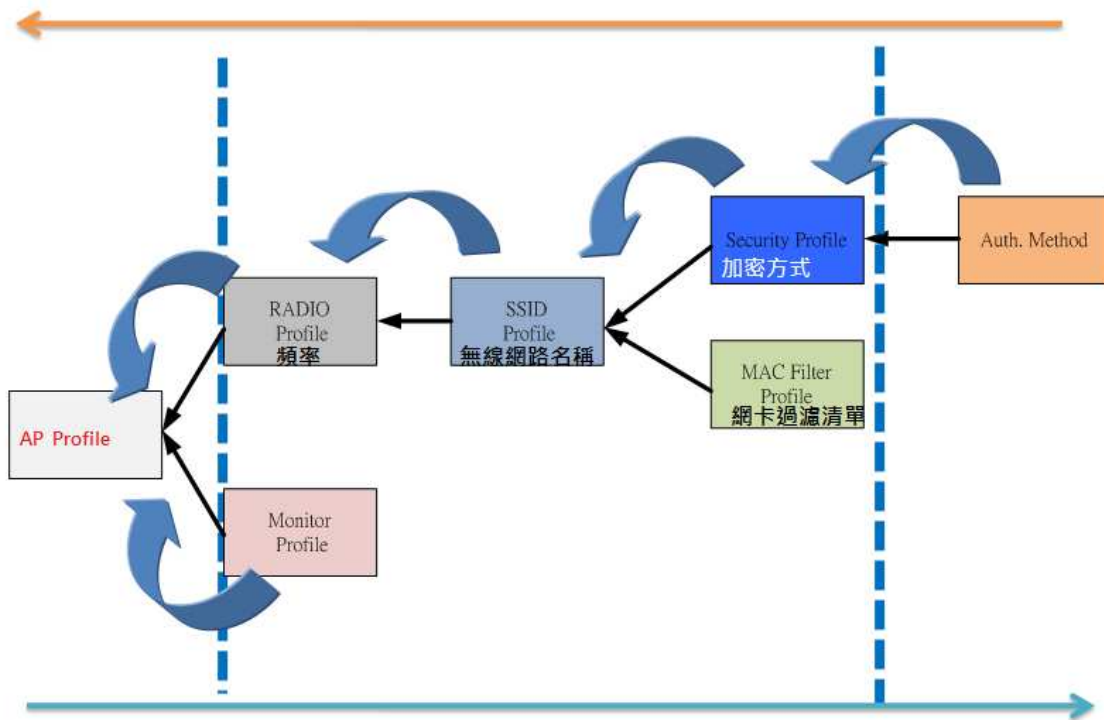 Security Profile
加密方式
Auth. Method
RADIO
Profile
頻率
SSID
Profile
無線網路名稱
MAC Filter
Profile
網卡過濾清單
AP Profile
Monitor
Profile